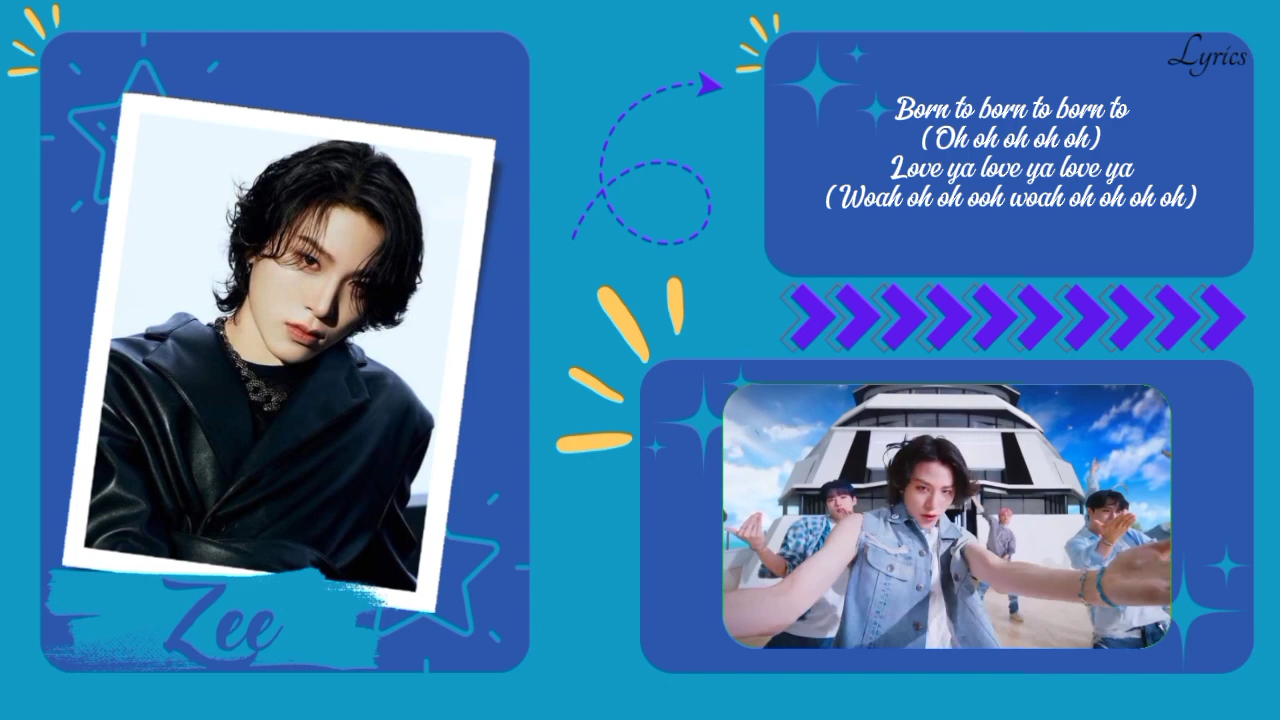 Lyrics
Born to born to born to
(Oh oh oh oh oh)
Love ya love ya love ya
(Woah oh oh ooh woah oh oh oh oh)
Zee